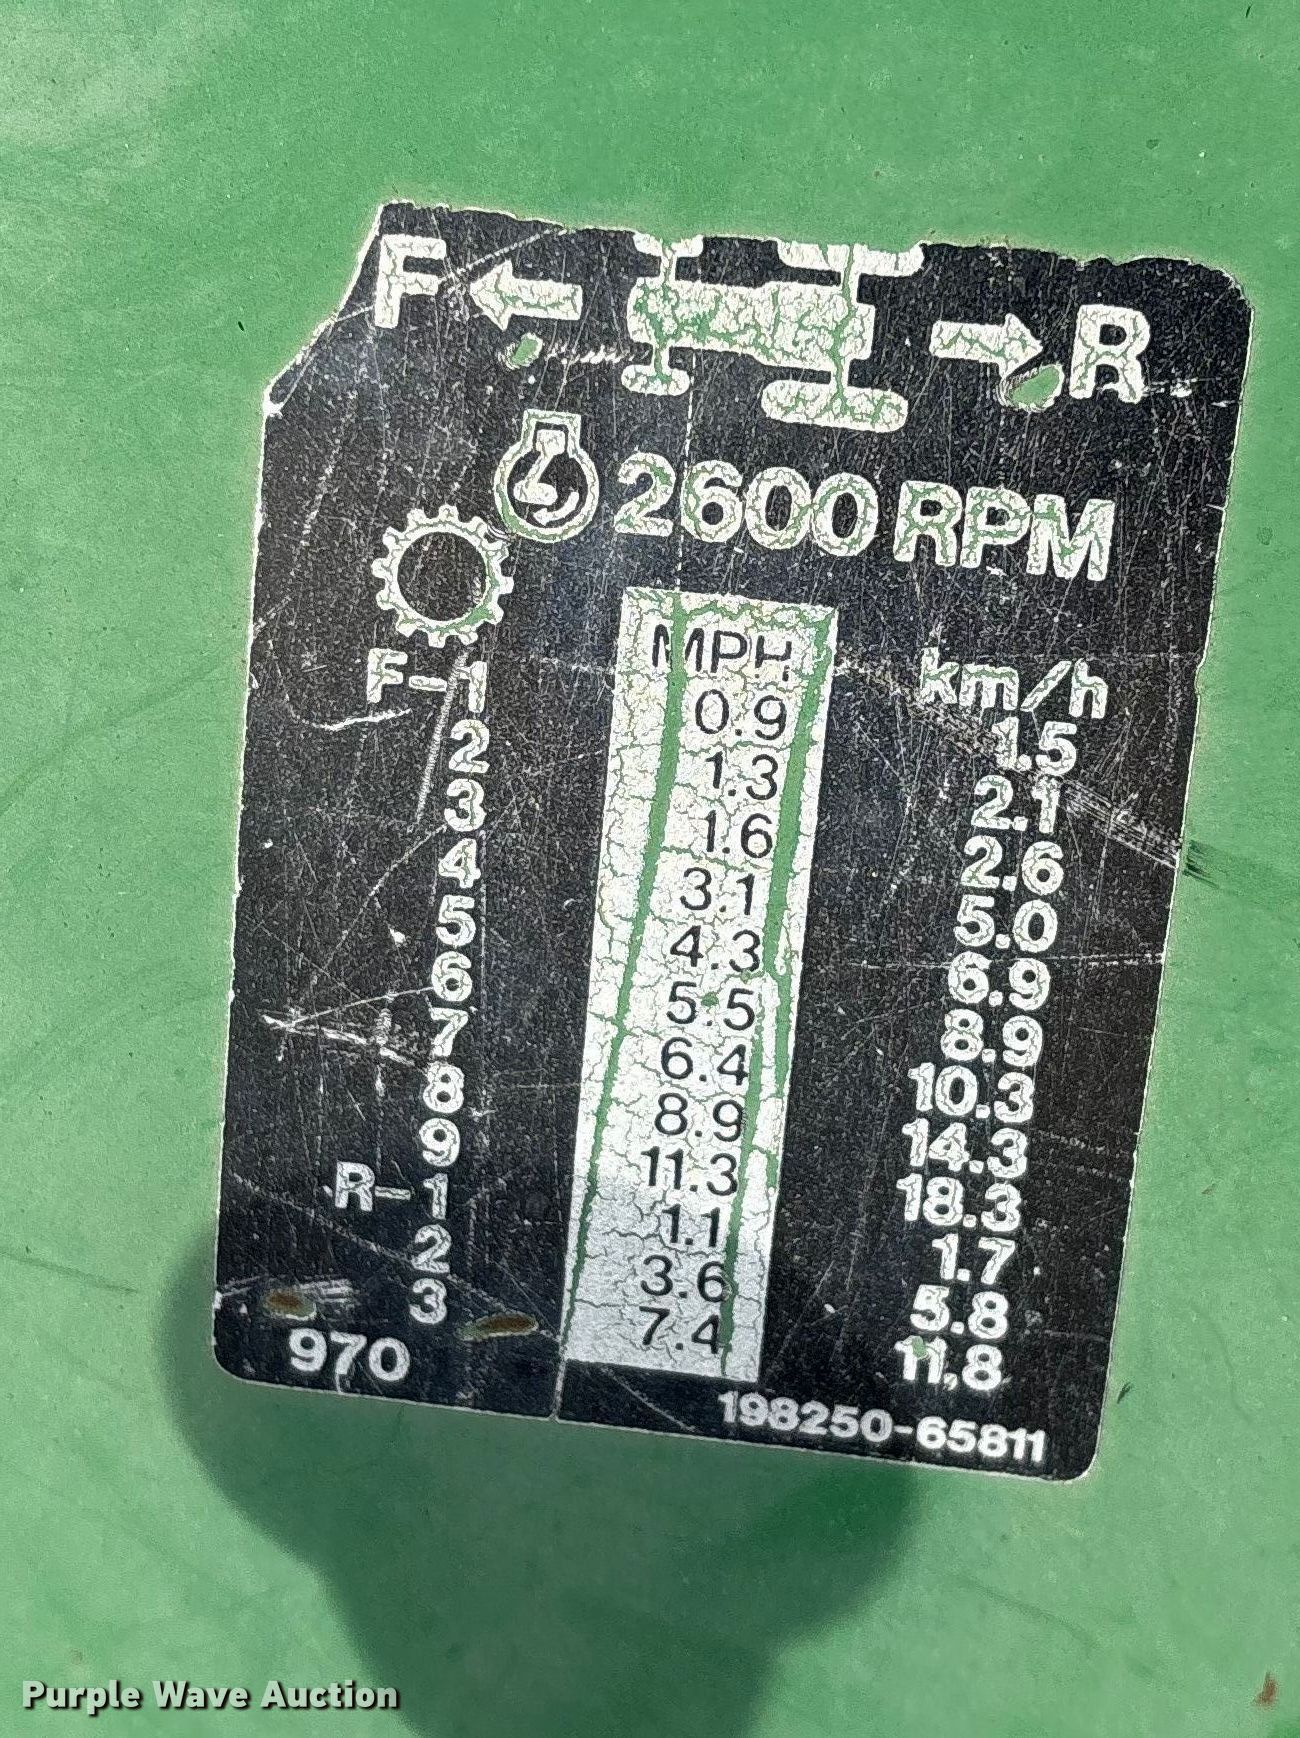 F R
2600 RPM
MPH km/h
F-1 0.9 1.5
2 1.3 2.1
3 1.6 2.6
4 3.1 5.0
5 4.3 6.9
6 5.5 8.9
7 6.4 10.3
8 8.9 14.3
9 11.3 18.3
R-1 1.1 1.7
2 3.6 5.8
3 7.4 11.8
970
198250-65811
Purple Wave Auction